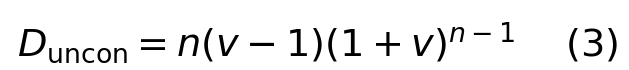 D_uncon = n(v − 1)(1 + v)^{n − 1} (3)